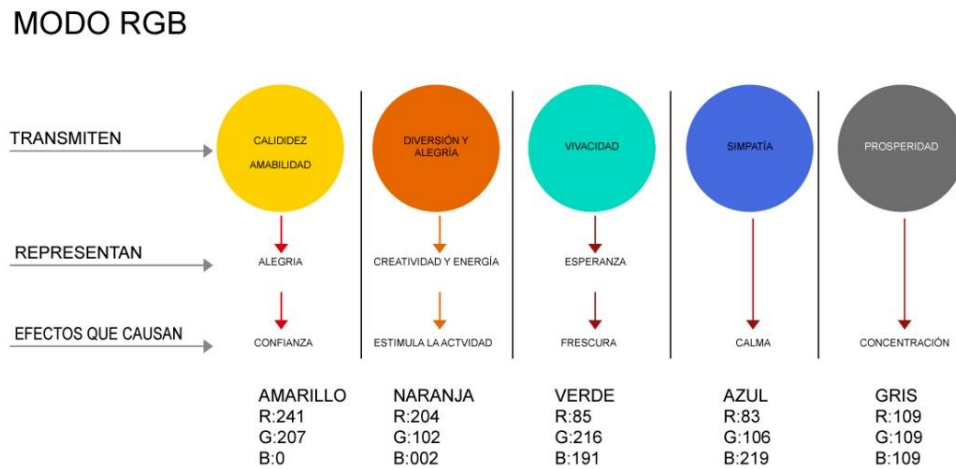 MODO RGB
TRANSMITEN
CALIDIDEZ
AMABILIDAD
DIVERSIÓN Y
ALEGRÍA
VIVACIDAD
SIMPATÍA
PROSPERIDAD
REPRESENTAN
ALEGRIA
CREATIVIDAD Y ENERGÍA
ESPERANZA
EFECTOS QUE CAUSAN
CONFIANZA
ESTIMULA LA ACTVIDAD
FRESCURA
CALMA
CONCENTRACIÓN
AMARILLO
R:241
G:207
B:0
NARANJA
R:204
G:102
B:002
VERDE
R:85
G:216
B:191
AZUL
R:83
G:106
B:219
GRIS
R:109
G:109
B:109